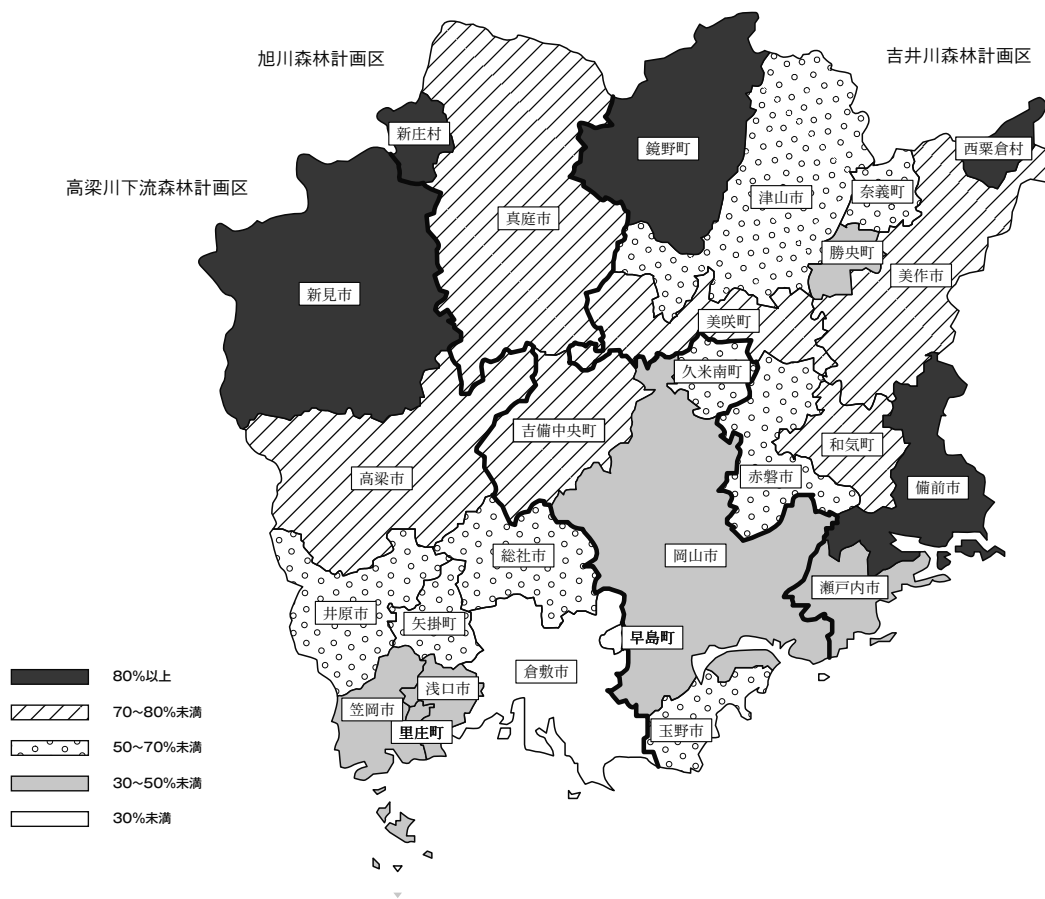 旭川森林計画区
吉井川森林計画区
高梁川下流森林計画区
新庄村
鏡野町
西粟倉村
津山市
奈義町
真庭市
勝央町
美作市
新見市
美咲町
久米南町
吉備中央町
和気町
高梁市
赤磐市
備前市
総社市
岡山市
瀬戸内市
井原市
矢掛町
早島町
倉敷市
浅口市
笠岡市
里庄町
玉野市
80%以上
70~80%未満
50~70%未満
30~50%未満
30%未満